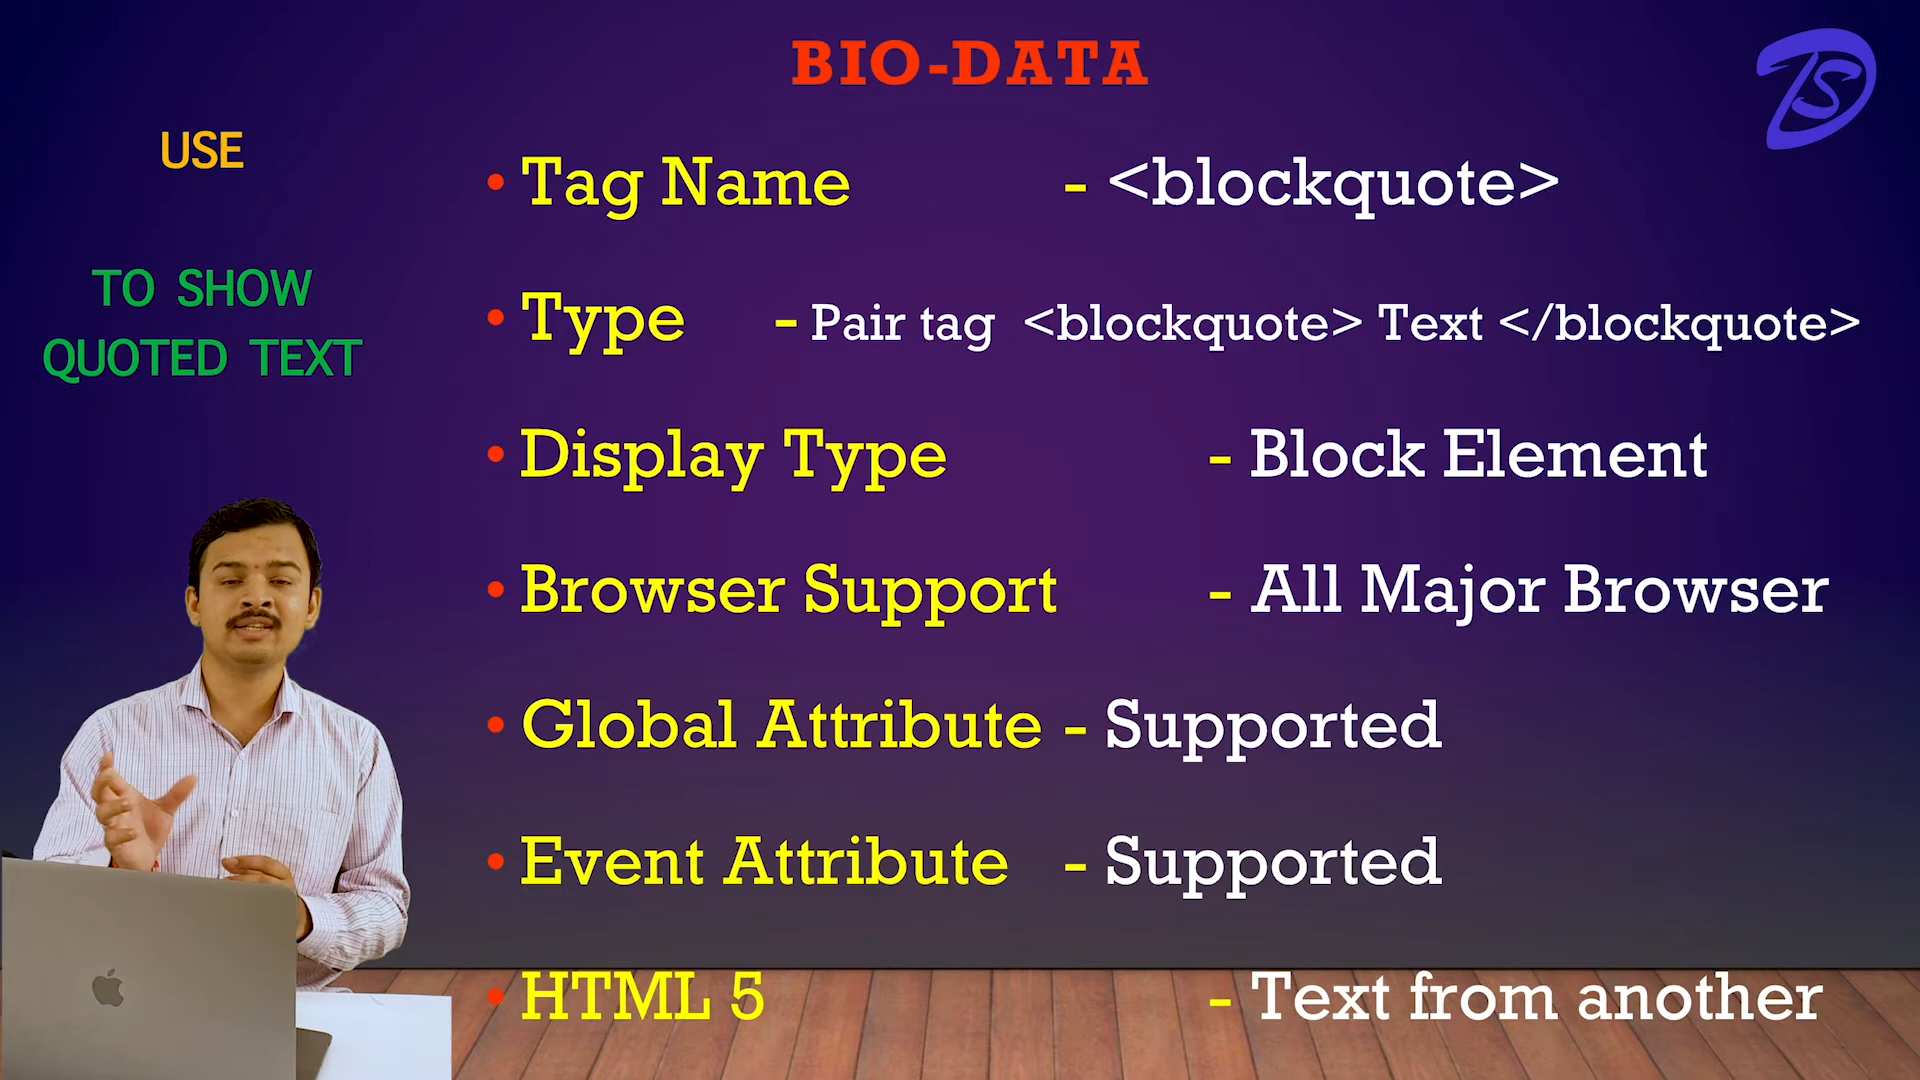 BIO-DATA
USE
TO SHOW
QUOTED TEXT
• Tag Name - <blockquote>
• Type - Pair tag <blockquote> Text </blockquote>
• Display Type - Block Element
• Browser Support - All Major Browser
• Global Attribute - Supported
• Event Attribute - Supported
• HTML 5 - Text from another